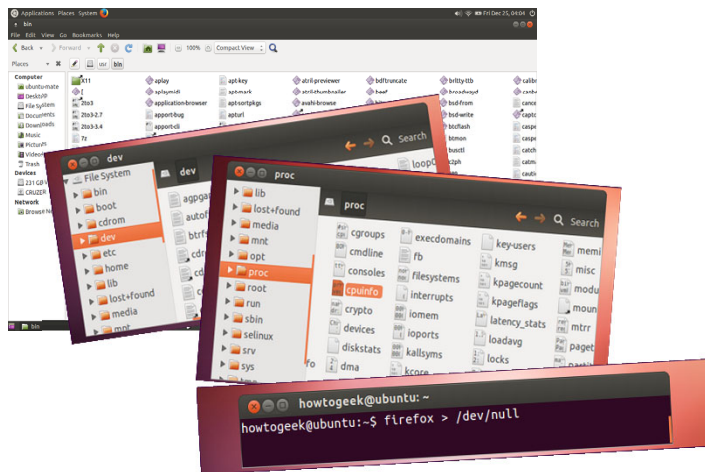 Applications Places System Fri Dec 25, 04:04
bin
File Edit View Go Bookmarks Help
Back Forward 100% Compact View
Places usr bin
Computer
ubuntu-mate
Desktop
File System
Documents
Downloads
Music
Pictures
Videos
Trash
Devices
231 GB
CRUZER
Network
Browse
X11
[
2to3
2to3-2.7
2to3-3.4
7z
aplay
aplaymidi
application-browser
apport-bug
apport-cli
apt-key
apt-mark
apt-sortpkgs
apturl
atril-previewer
atril-thumbnailer
avahi-browse
bdftruncate
beef
brltty-ttb
broadwayd
bsd-from
bsd-write
btcflash
btmon
busctl
dev
File System
bin
boot
cdrom
dev
etc
home
lib
lost+found
media
mnt
dev Search
proc
lib
lost+found
media
mnt
opt
proc
root
run
sbin
selinux
srv
sys
proc Search
cgroups
cmdline
consoles
cpuinfo
crypto
devices
diskstats
dma
execdomains
fb
filesystems
interrupts
iomem
ioports
kallsyms
kcore
key-users
kmsg
kpagecount
kpageflags
latency_stats
loadavg
locks
misc
mtrr
howtogeek@ubuntu: ~
howtogeek@ubuntu:~$ firefox > /dev/null